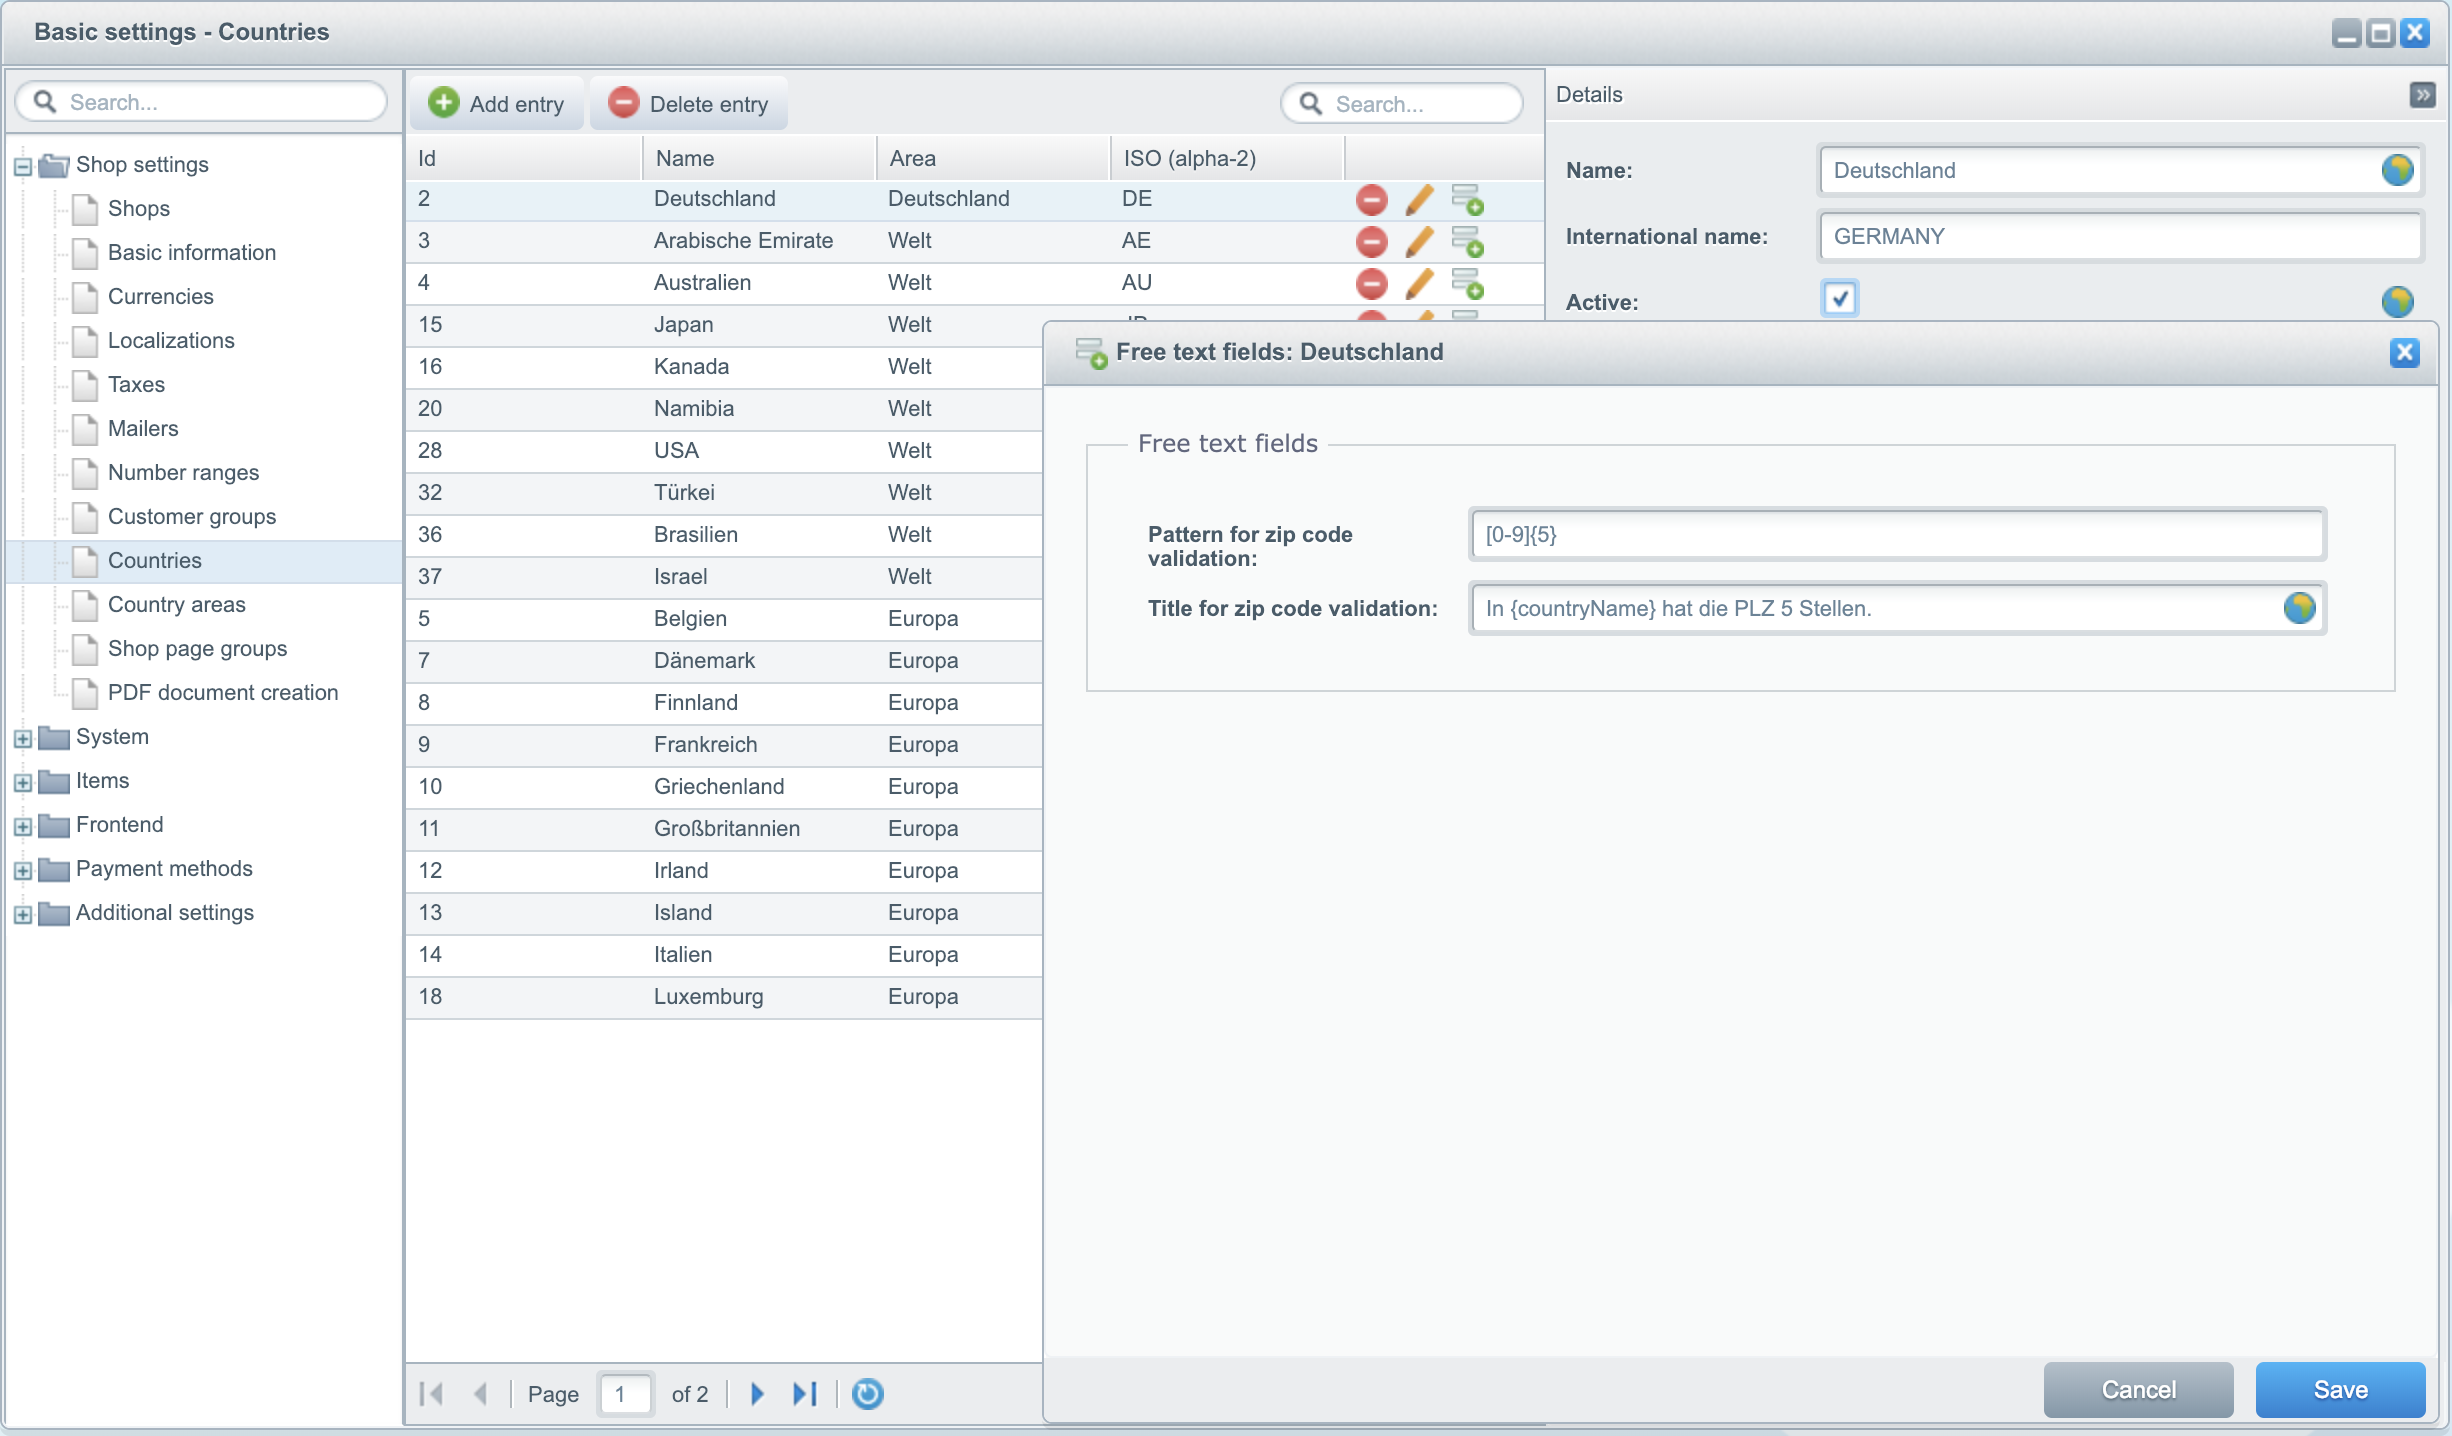 Basic settings - Countries
Search...
Shop settings
Shops
Basic information
Currencies
Localizations
Taxes
Mailers
Number ranges
Customer groups
Countries
Country areas
Shop page groups
PDF document creation
System
Items
Frontend
Payment methods
Additional settings
Add entry Delete entry Search...
Id Name Area ISO (alpha-2)
2 Deutschland Deutschland DE
3 Arabische Emirate Welt AE
4 Australien Welt AU
15 Japan Welt
16 Kanada Welt
20 Namibia Welt
28 USA Welt
32 Türkei Welt
36 Brasilien Welt
37 Israel Welt
5 Belgien Europa
7 Dänemark Europa
8 Finnland Europa
9 Frankreich Europa
10 Griechenland Europa
11 Großbritannien Europa
12 Irland Europa
13 Island Europa
14 Italien Europa
18 Luxemburg Europa
Page 1 of 2
Details
Name: Deutschland
International name: GERMANY
Active:
Free text fields: Deutschland
Free text fields
Pattern for zip code
validation:
[0-9]{5}
Title for zip code validation: In {countryName} hat die PLZ 5 Stellen.
Cancel Save